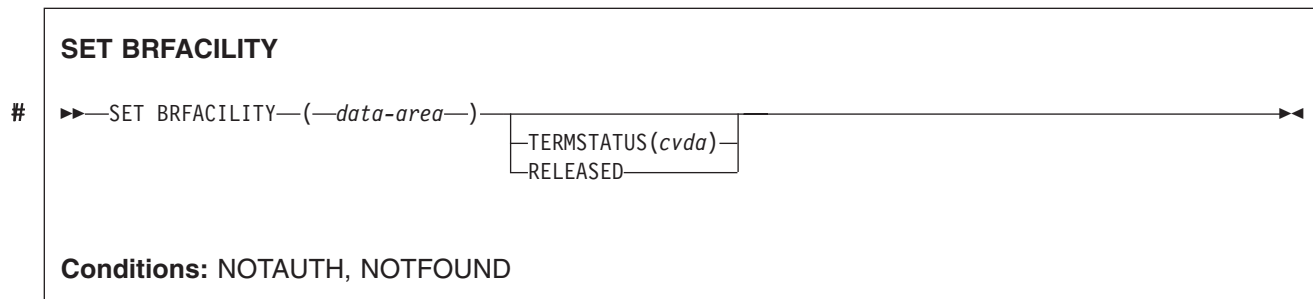 SET BRFACILITY
# ►►—SET BRFACILITY—(—data-area—)—
TERMSTATUS(cvda)
RELEASED
Conditions: NOTAUTH, NOTFOUND